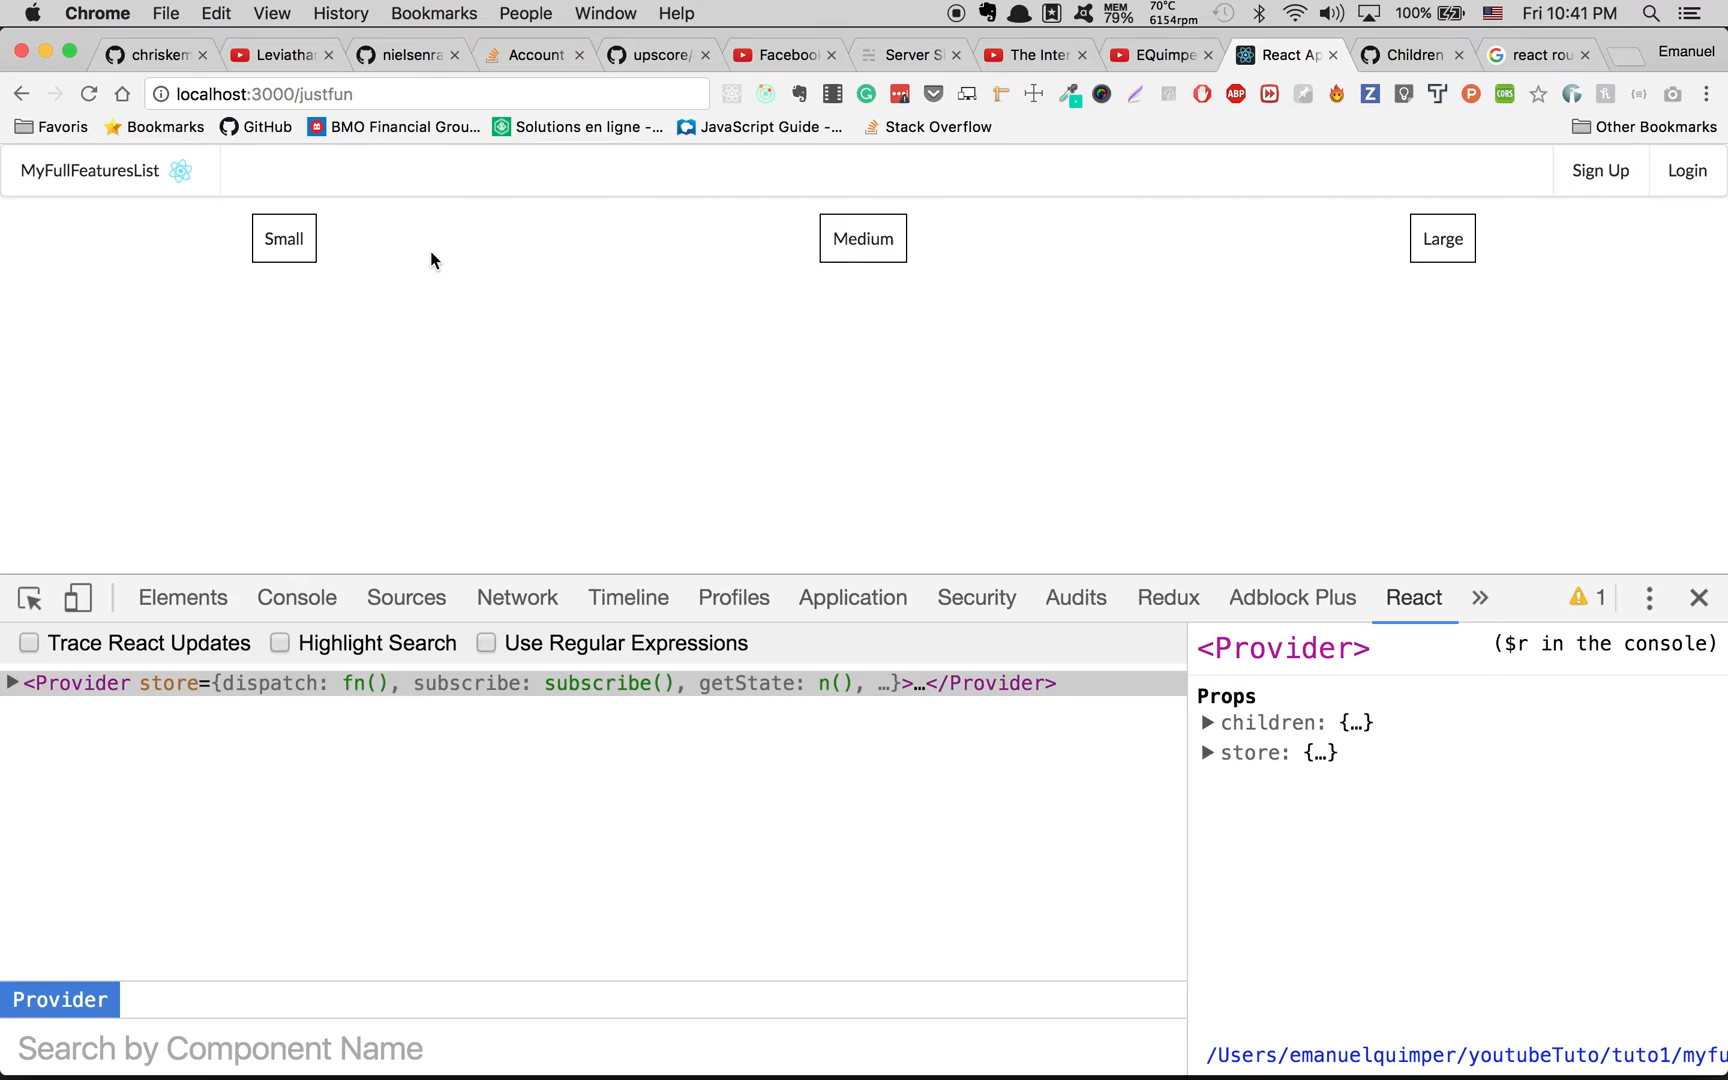 Chrome File Edit View History Bookmarks People Window Help MEM 79% 70°C 6154rpm 100% Fri 10:41 PM
chrisken Leviathan nielsenra Account upscore/ Facebook Server Si The Inter EQuimpe React Ap Children react rou Emanuel
localhost:3000/justfun
Favoris Bookmarks GitHub BMO Financial Grou... Solutions en ligne -... JavaScript Guide -... Stack Overflow Other Bookmarks
MyFullFeaturesList Sign Up Login
Small Medium Large
Elements Console Sources Network Timeline Profiles Application Security Audits Redux Adblock Plus React » 1
Trace React Updates Highlight Search Use Regular Expressions
<Provider> ($r in the console)
<Provider store={dispatch: fn(), subscribe: subscribe(), getState: n(), …}>…</Provider>
Props
children: {…}
store: {…}
Provider
Search by Component Name
/Users/emanuelquimper/youtubeTuto/tuto1/myfu